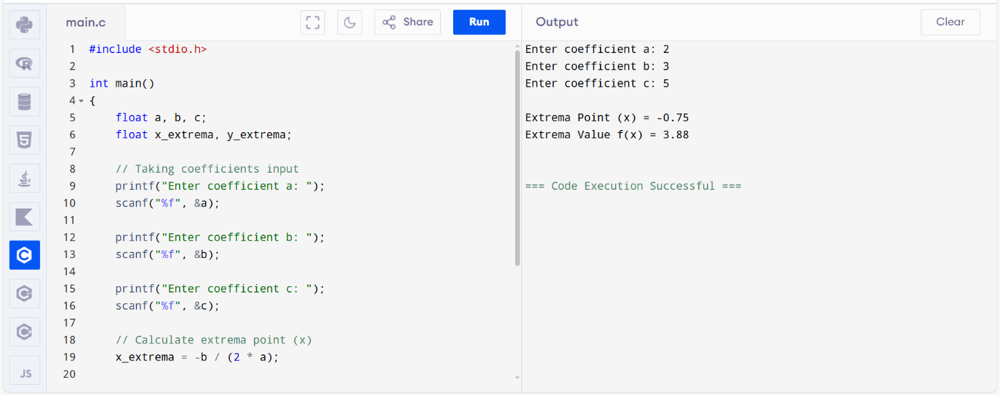 main.c
Share
Run
Output
Clear
1 #include <stdio.h>
2
3 int main()
4 {
5 float a, b, c;
6 float x_extrema, y_extrema;
7
8 // Taking coefficients input
9 printf("Enter coefficient a: ");
10 scanf("%f", &a);
11
12 printf("Enter coefficient b: ");
13 scanf("%f", &b);
14
15 printf("Enter coefficient c: ");
16 scanf("%f", &c);
17
18 // Calculate extrema point (x)
19 x_extrema = -b / (2 * a);
20
Enter coefficient a: 2
Enter coefficient b: 3
Enter coefficient c: 5
Extrema Point (x) = -0.75
Extrema Value f(x) = 3.88
=== Code Execution Successful ===
R
5
C
C
C
JS